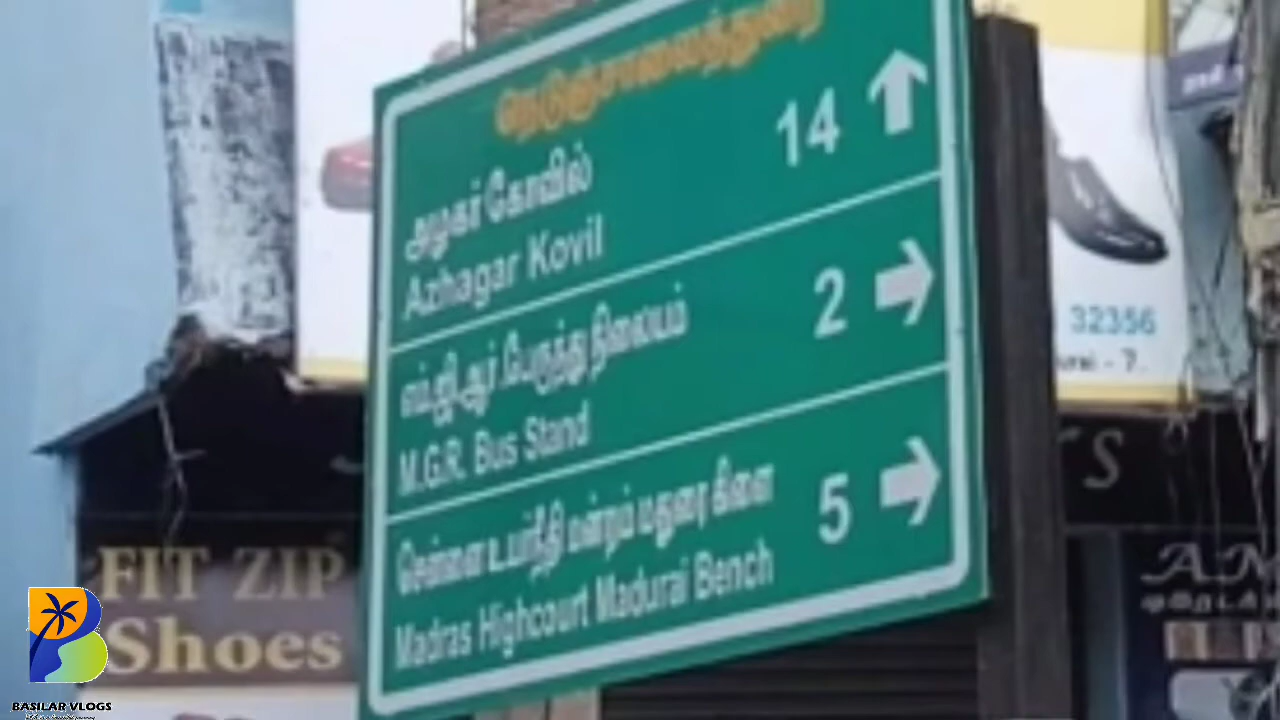 நெடுஞ்சாலைத்துறை
14
அழகர் கோவில்
Azhagar Kovil
2
எம்.ஜி.ஆர் பேருந்து நிலையம்
M.G.R. Bus Stand
5
சென்னை உயர்நீதி மன்றம் மதுரை கிளை
Madras Highcourt Madurai Bench
32356
- 7.
FIT ZIP
Shoes
BASILAR VLOGS